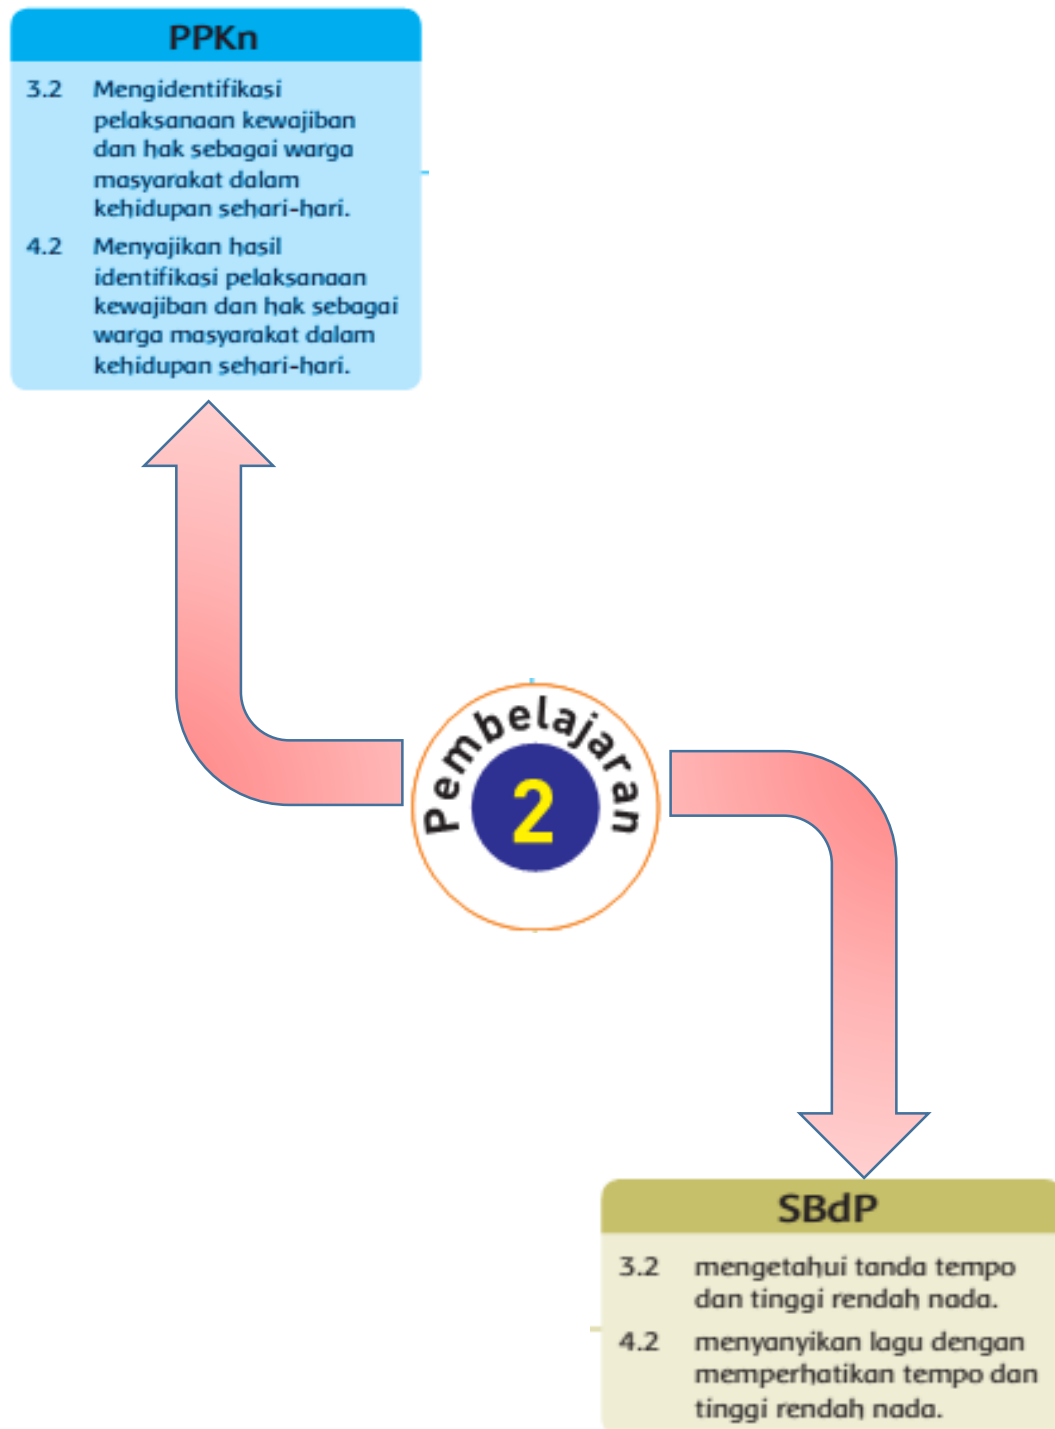 PPKn
3.2 Mengidentifikasi
pelaksanaan kewajiban
dan hak sebagai warga
masyarakat dalam
kehidupan sehari-hari.
4.2 Menyajikan hasil
identifikasi pelaksanaan
kewajiban dan hak sebagai
warga masyarakat dalam
kehidupan sehari-hari.
Pembelajaran
2
SBdP
3.2 mengetahui tanda tempo
dan tinggi rendah nada.
4.2 menyanyikan lagu dengan
memperhatikan tempo dan
tinggi rendah nada.